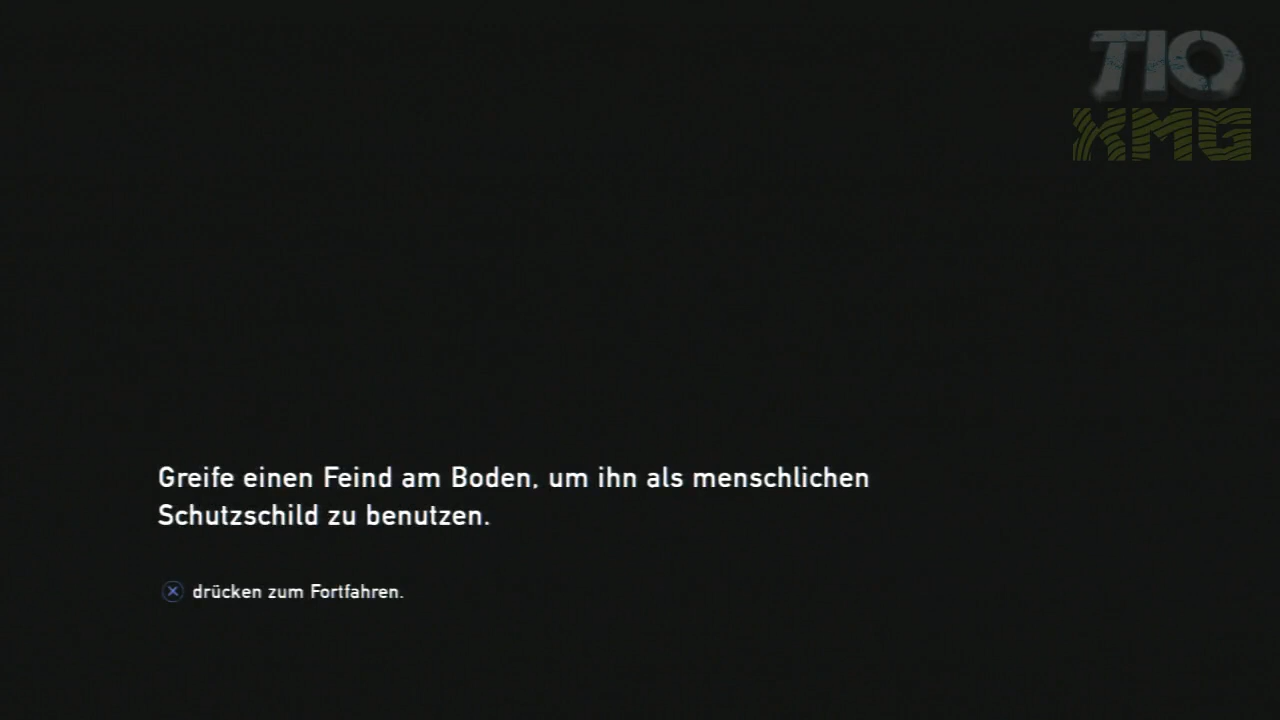 TIO
XMG
Greife einen Feind am Boden, um ihn als menschlichen
Schutzschild zu benutzen.
drücken zum Fortfahren.